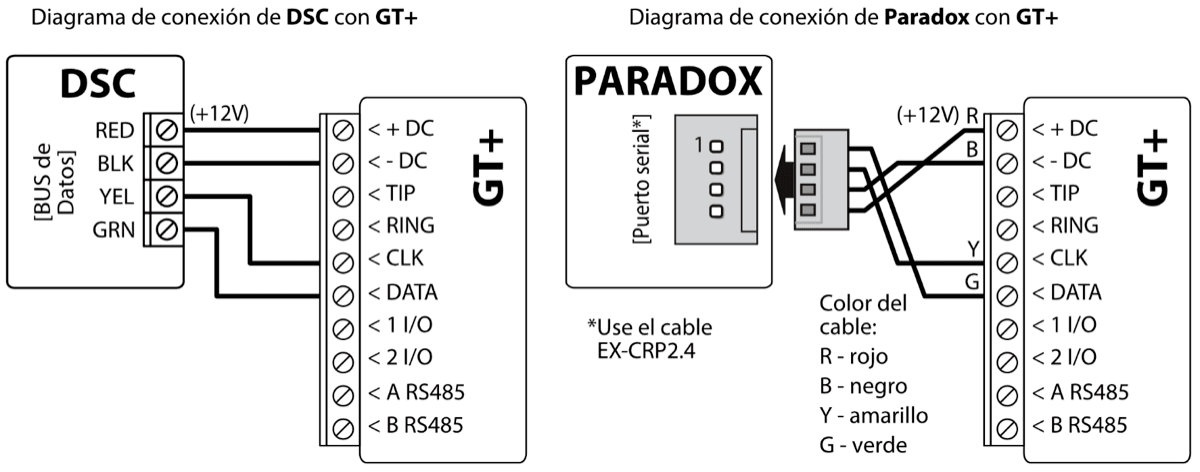 Diagrama de conexión de DSC con GT+
DSC
[BUS de
Datos]
RED
BLK
YEL
GRN
(+12V)
< + DC
< - DC
< TIP
< RING
< CLK
< DATA
< 1 I/O
< 2 I/O
< A RS485
< B RS485
GT+
Diagrama de conexión de Paradox con GT+
PARADOX
[Puerto serial*]
1
*Use el cable
EX-CRP2.4
(+12V) R
B
Y
G
Color del
cable:
R - rojo
B - negro
Y - amarillo
G - verde
< + DC
< - DC
< TIP
< RING
< CLK
< DATA
< 1 I/O
< 2 I/O
< A RS485
< B RS485
GT+